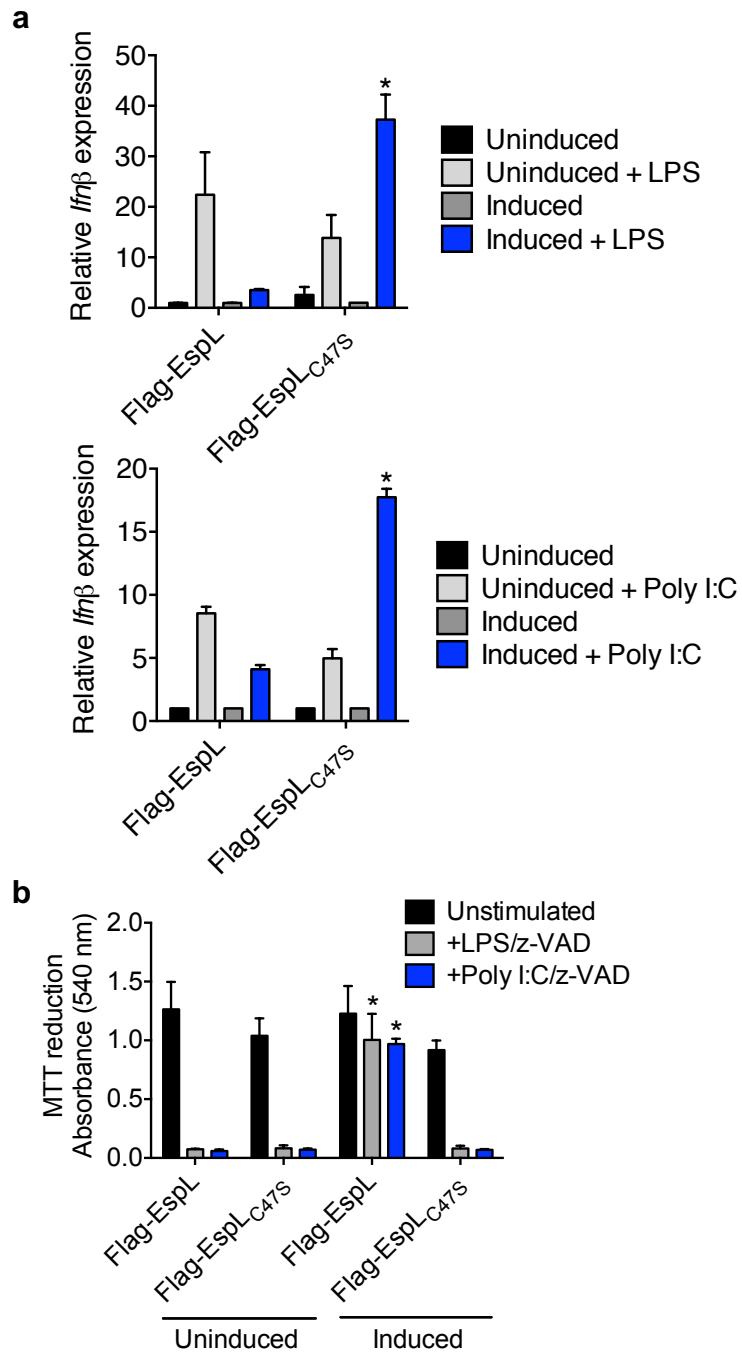 a
Relative Ifnβ expression
50
40
30
20
10
0
*
Flag-EspL
Flag-EspLC47S
Uninduced
Uninduced + LPS
Induced
Induced + LPS
Relative Ifnβ expression
20
15
10
5
0
*
Flag-EspL
Flag-EspLC47S
Uninduced
Uninduced + Poly I:C
Induced
Induced + Poly I:C
b
MTT reduction
Absorbance (540 nm)
2.0
1.5
1.0
0.5
0.0
Unstimulated
+LPS/z-VAD
+Poly I:C/z-VAD
*
*
Flag-EspL
Flag-EspLC47S
Flag-EspL
Flag-EspLC47S
Uninduced
Induced